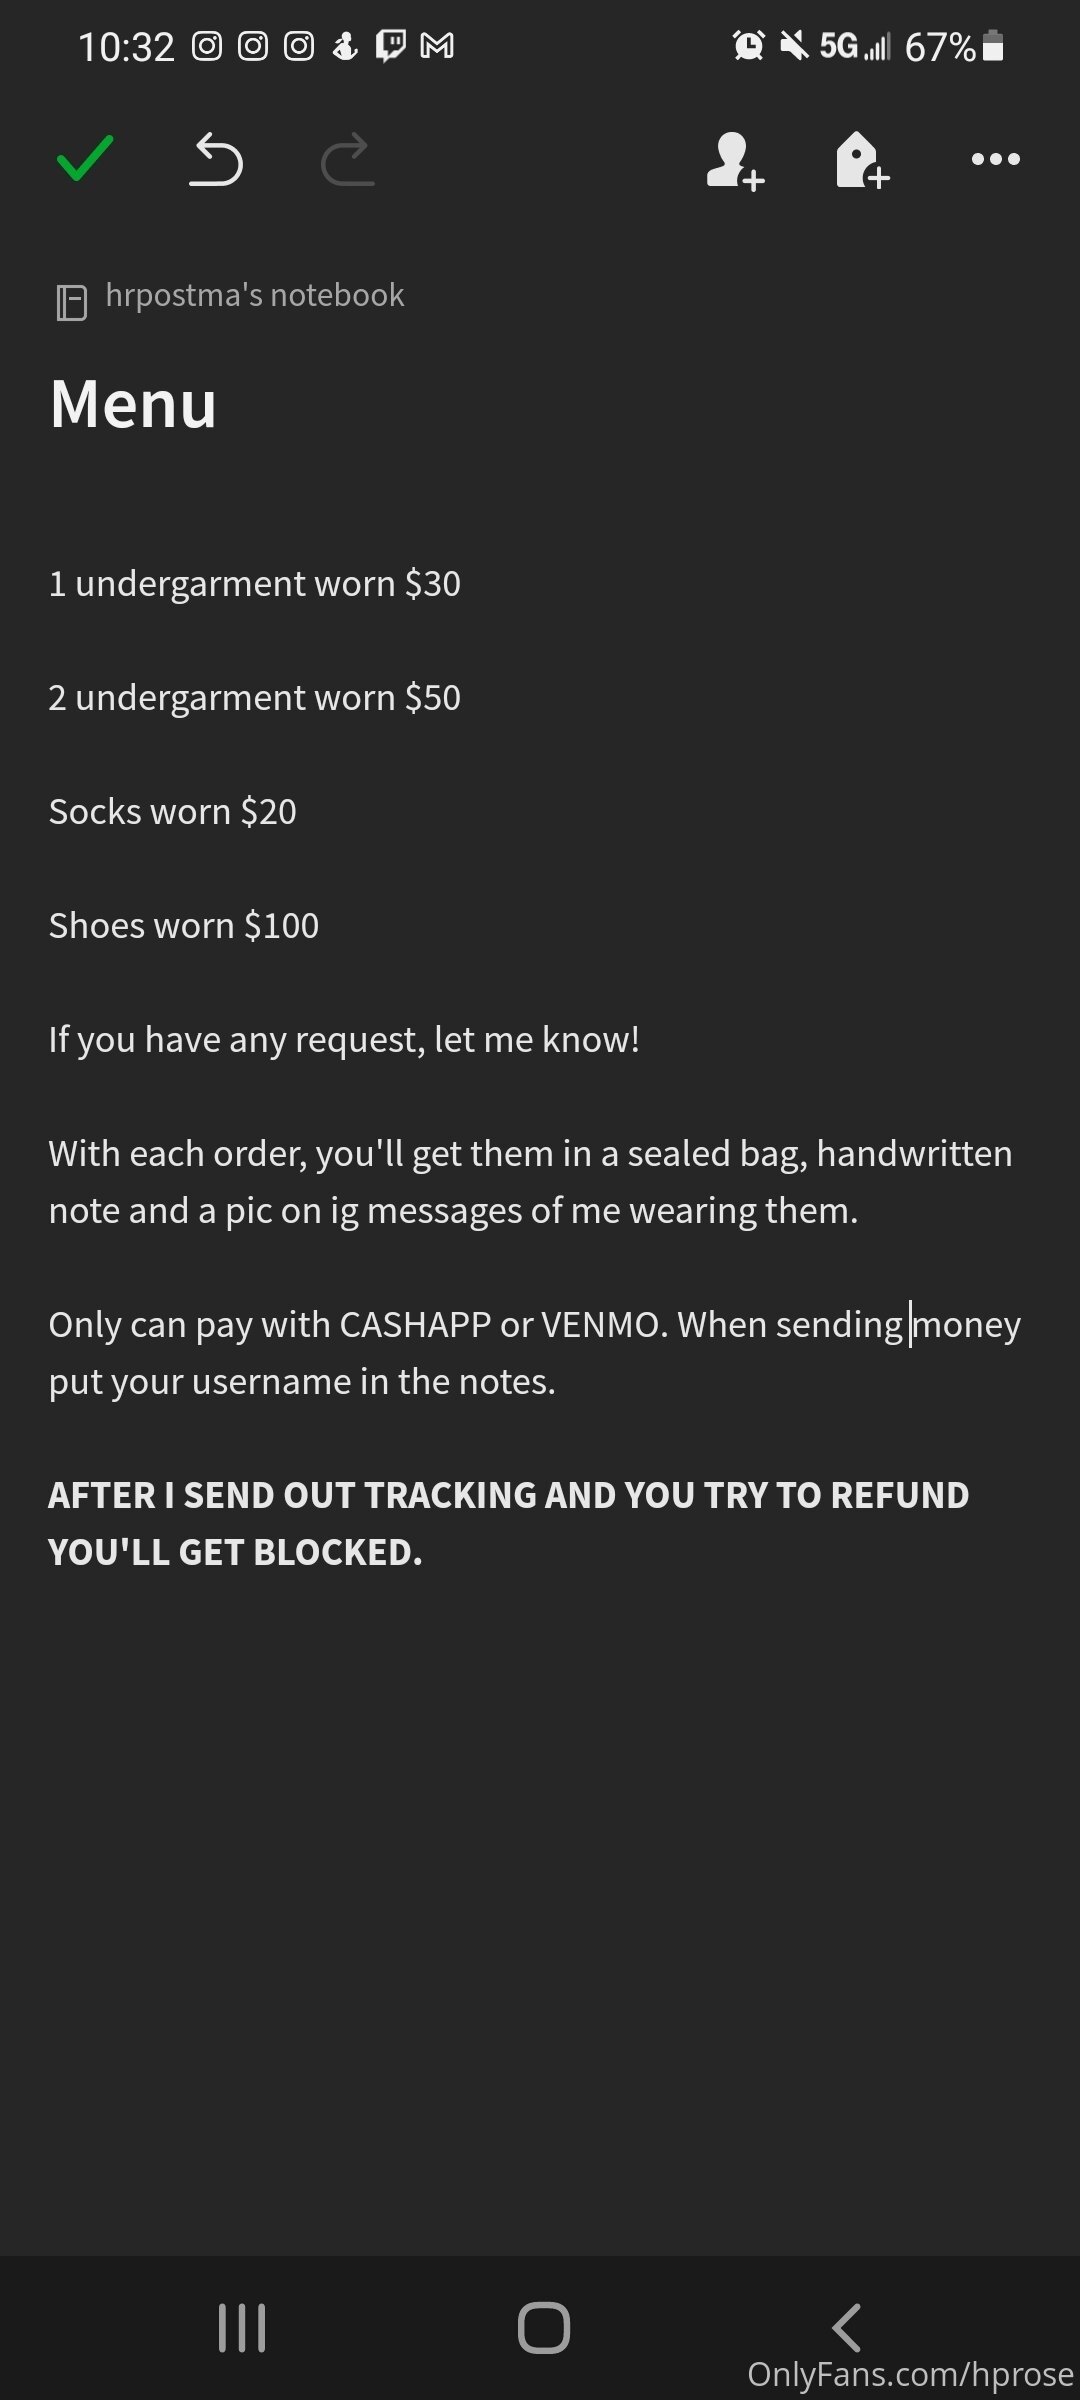 10:32 5G 67%
hrpostma's notebook
Menu
1 undergarment worn $30
2 undergarment worn $50
Socks worn $20
Shoes worn $100
If you have any request, let me know!
With each order, you'll get them in a sealed bag, handwritten
note and a pic on ig messages of me wearing them.
Only can pay with CASHAPP or VENMO. When sending money
put your username in the notes.
AFTER I SEND OUT TRACKING AND YOU TRY TO REFUND
YOU'LL GET BLOCKED.
OnlyFans.com/hprose